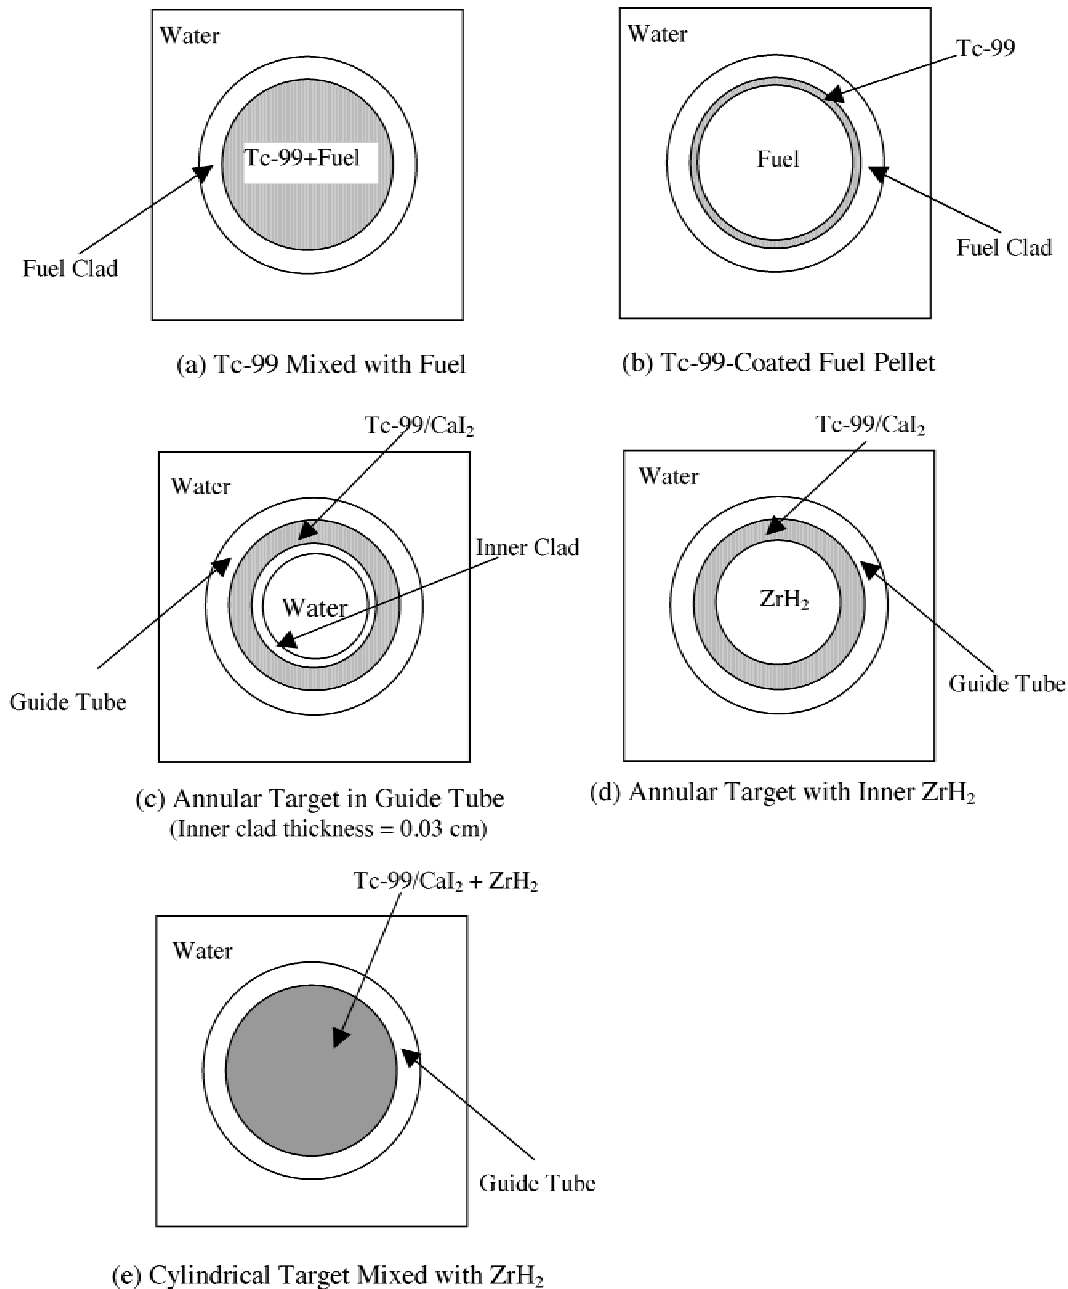 Water
Tc-99+Fuel
Fuel Clad
(a) Tc-99 Mixed with Fuel
Water
Tc-99
Fuel
Fuel Clad
(b) Tc-99-Coated Fuel Pellet
Tc-99/CaI₂
Water
Inner Clad
Water
Guide Tube
(c) Annular Target in Guide Tube
(Inner clad thickness = 0.03 cm)
Tc-99/CaI₂
Water
ZrH₂
Guide Tube
(d) Annular Target with Inner ZrH₂
Tc-99/CaI₂ + ZrH₂
Water
Guide Tube
(e) Cylindrical Target Mixed with ZrH₂